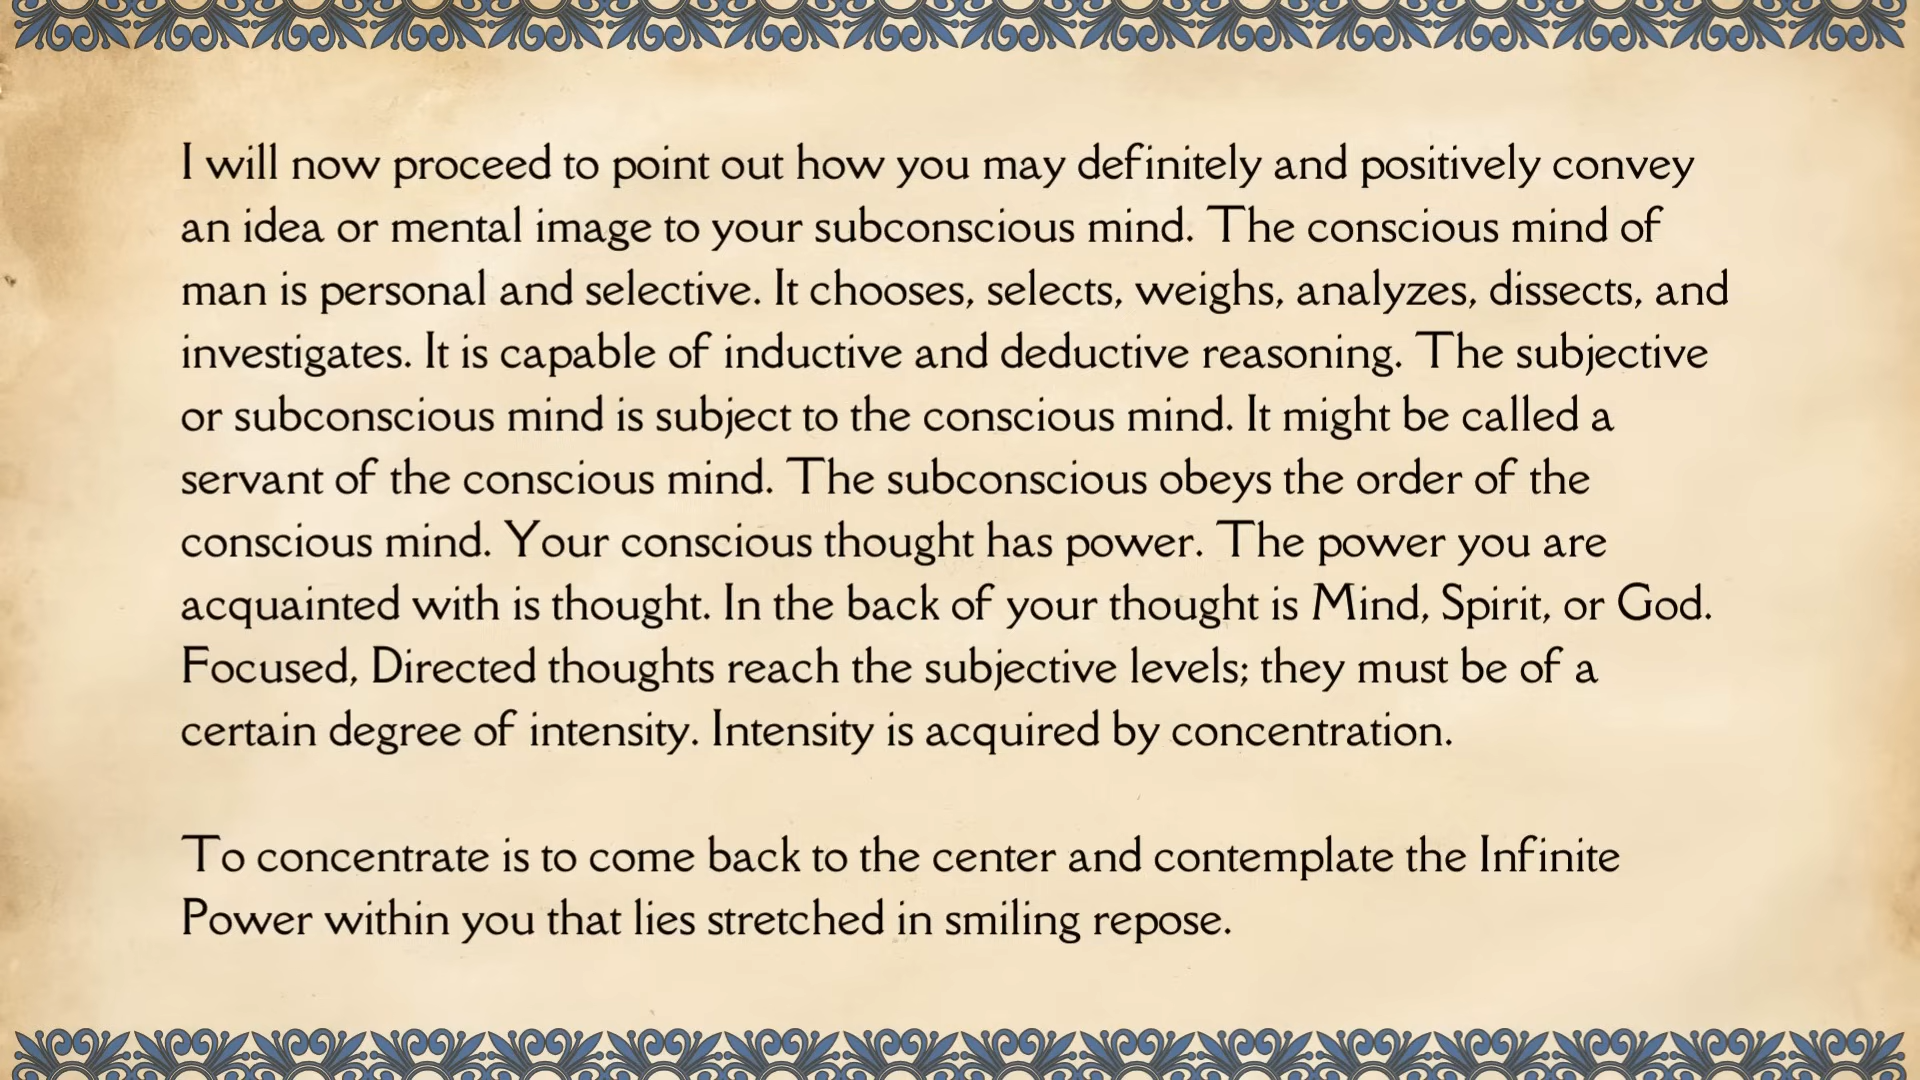 I will now proceed to point out how you may definitely and positively convey
an idea or mental image to your subconscious mind. The conscious mind of
man is personal and selective. It chooses, selects, weighs, analyzes, dissects, and
investigates. It is capable of inductive and deductive reasoning. The subjective
or subconscious mind is subject to the conscious mind. It might be called a
servant of the conscious mind. The subconscious obeys the order of the
conscious mind. Your conscious thought has power. The power you are
acquainted with is thought. In the back of your thought is Mind, Spirit, or God.
Focused, Directed thoughts reach the subjective levels; they must be of a
certain degree of intensity. Intensity is acquired by concentration.
To concentrate is to come back to the center and contemplate the Infinite
Power within you that lies stretched in smiling repose.